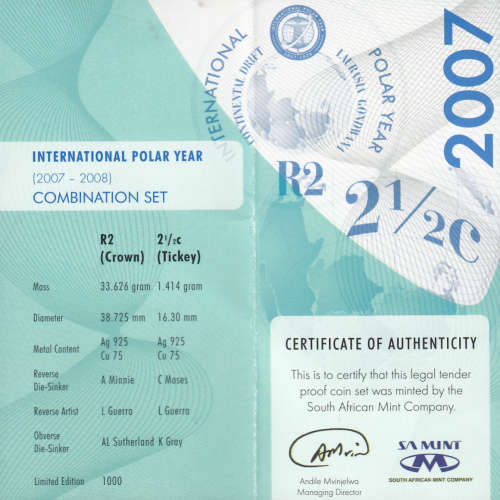 INTERNATIONAL POLAR YEAR
(2007 – 2008)
COMBINATION SET
R2 2 1/2c
(Crown) (Tickey)
Mass 33.626 gram 1.414 gram
Diameter 38.725 mm 16.30 mm
Metal Content Ag 925 Ag 925
Cu 75 Cu 75
Reverse
Die-Sinker A Minnie C Moses
Reverse Artist L Guerra L Guerra
Obverse
Die-Sinker AL Sutherland K Gray
Limited Edition 1000
INTERNATIONAL POLAR YEAR
CONTINENTAL DRIFT
LAURASIA GONDWANA
R2
2 1/2C
2007
CERTIFICATE OF AUTHENTICITY
This is to certify that this legal tender
proof coin set was minted by the
South African Mint Company.
Andile Mvinjelwa
Managing Director
SA MINT
SOUTH AFRICAN MINT COMPANY